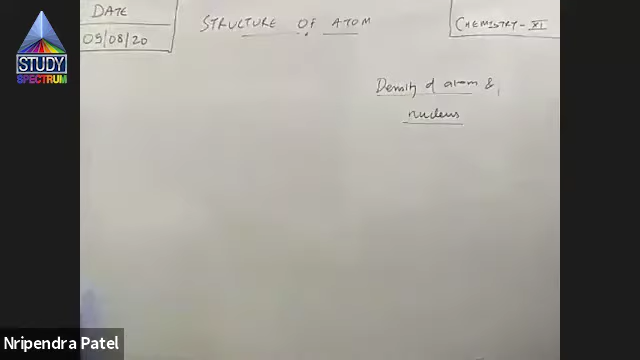 DATE
09/08/20
STRUCTURE OF ATOM
CHEMISTRY - XI
Density of atom &
nucleus
STUDY
SPECTRUM
Nripendra Patel